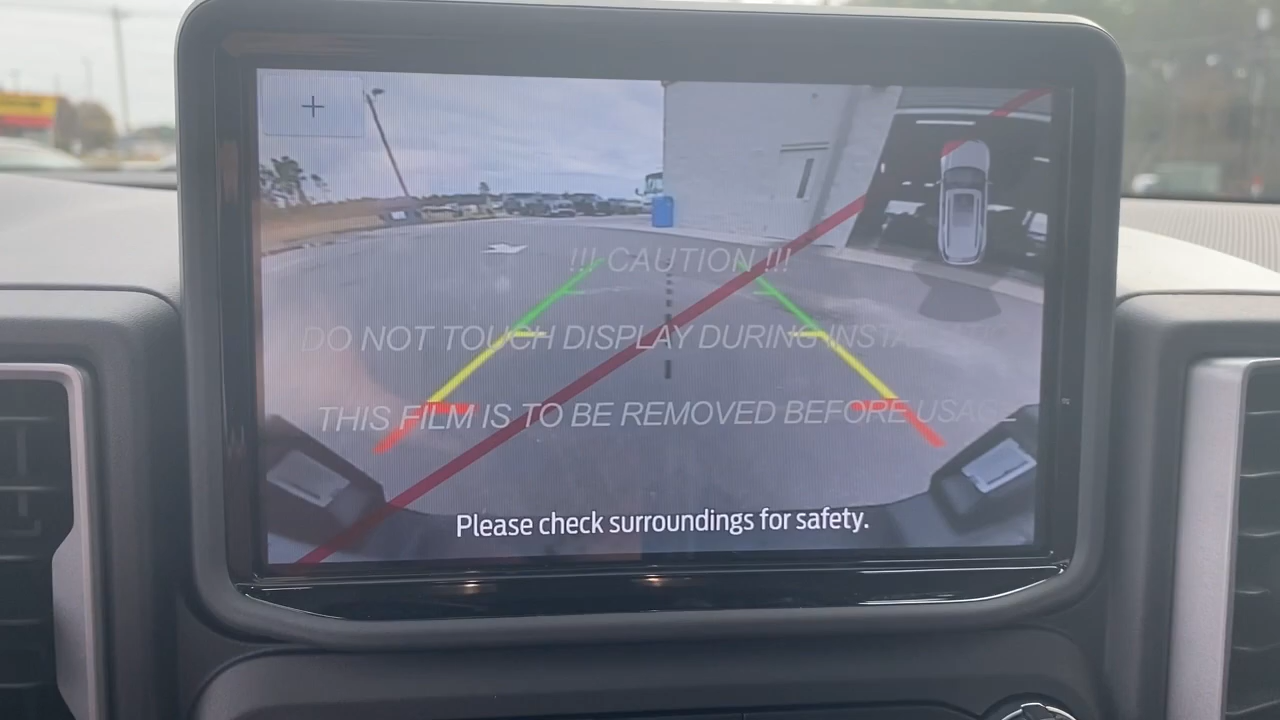 +
!!! CAUTION !!!
DO NOT TOUCH DISPLAY DURING
THIS FILM IS TO BE REMOVED BEFORE USAGE
Please check surroundings for safety.